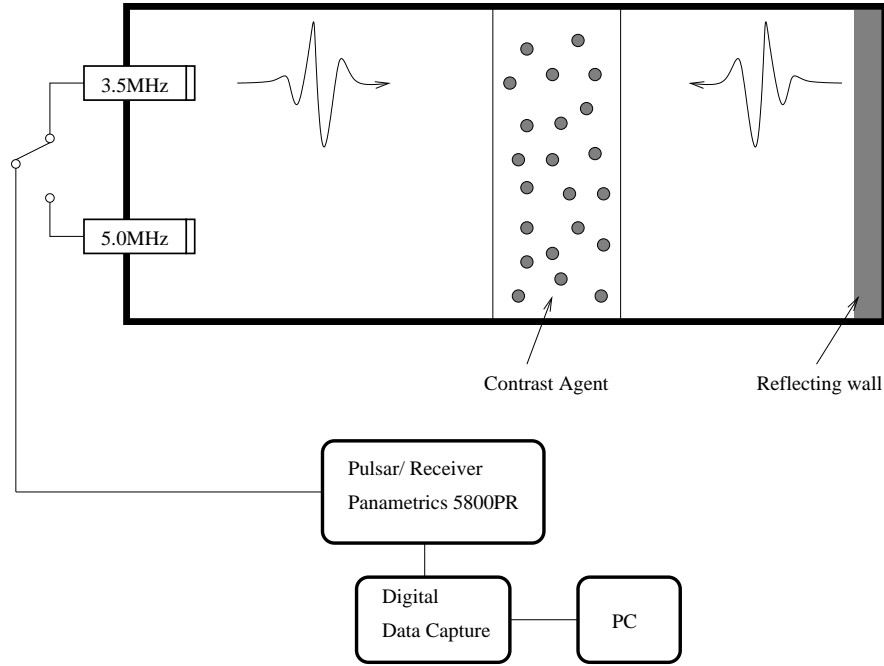 3.5MHz
5.0MHz
Contrast Agent
Reflecting wall
Pulsar/ Receiver
Panametrics 5800PR
Digital
Data Capture
PC